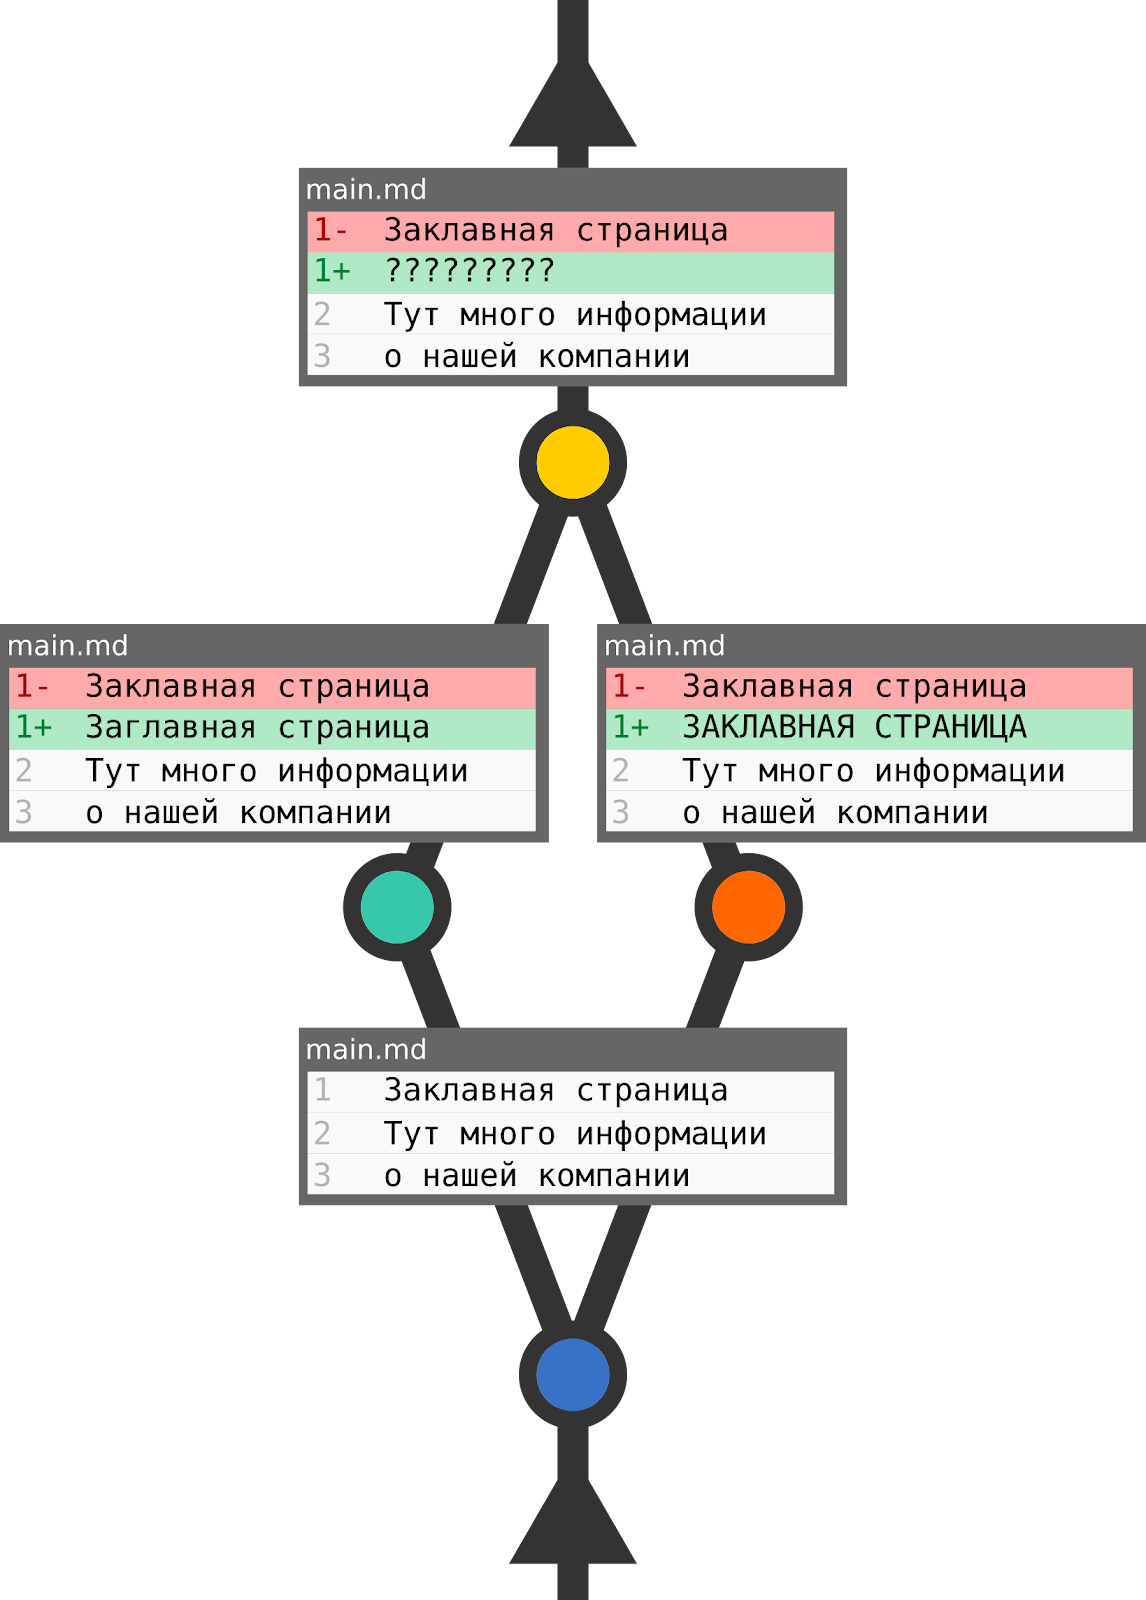 main.md
1- Заклавная страница
1+ ?????????
2 Тут много информации
3 о нашей компании
main.md
1- Заклавная страница
1+ Заглавная страница
2 Тут много информации
3 о нашей компании
main.md
1- Заклавная страница
1+ ЗАКЛАВНАЯ СТРАНИЦА
2 Тут много информации
3 о нашей компании
main.md
1 Заклавная страница
2 Тут много информации
3 о нашей компании